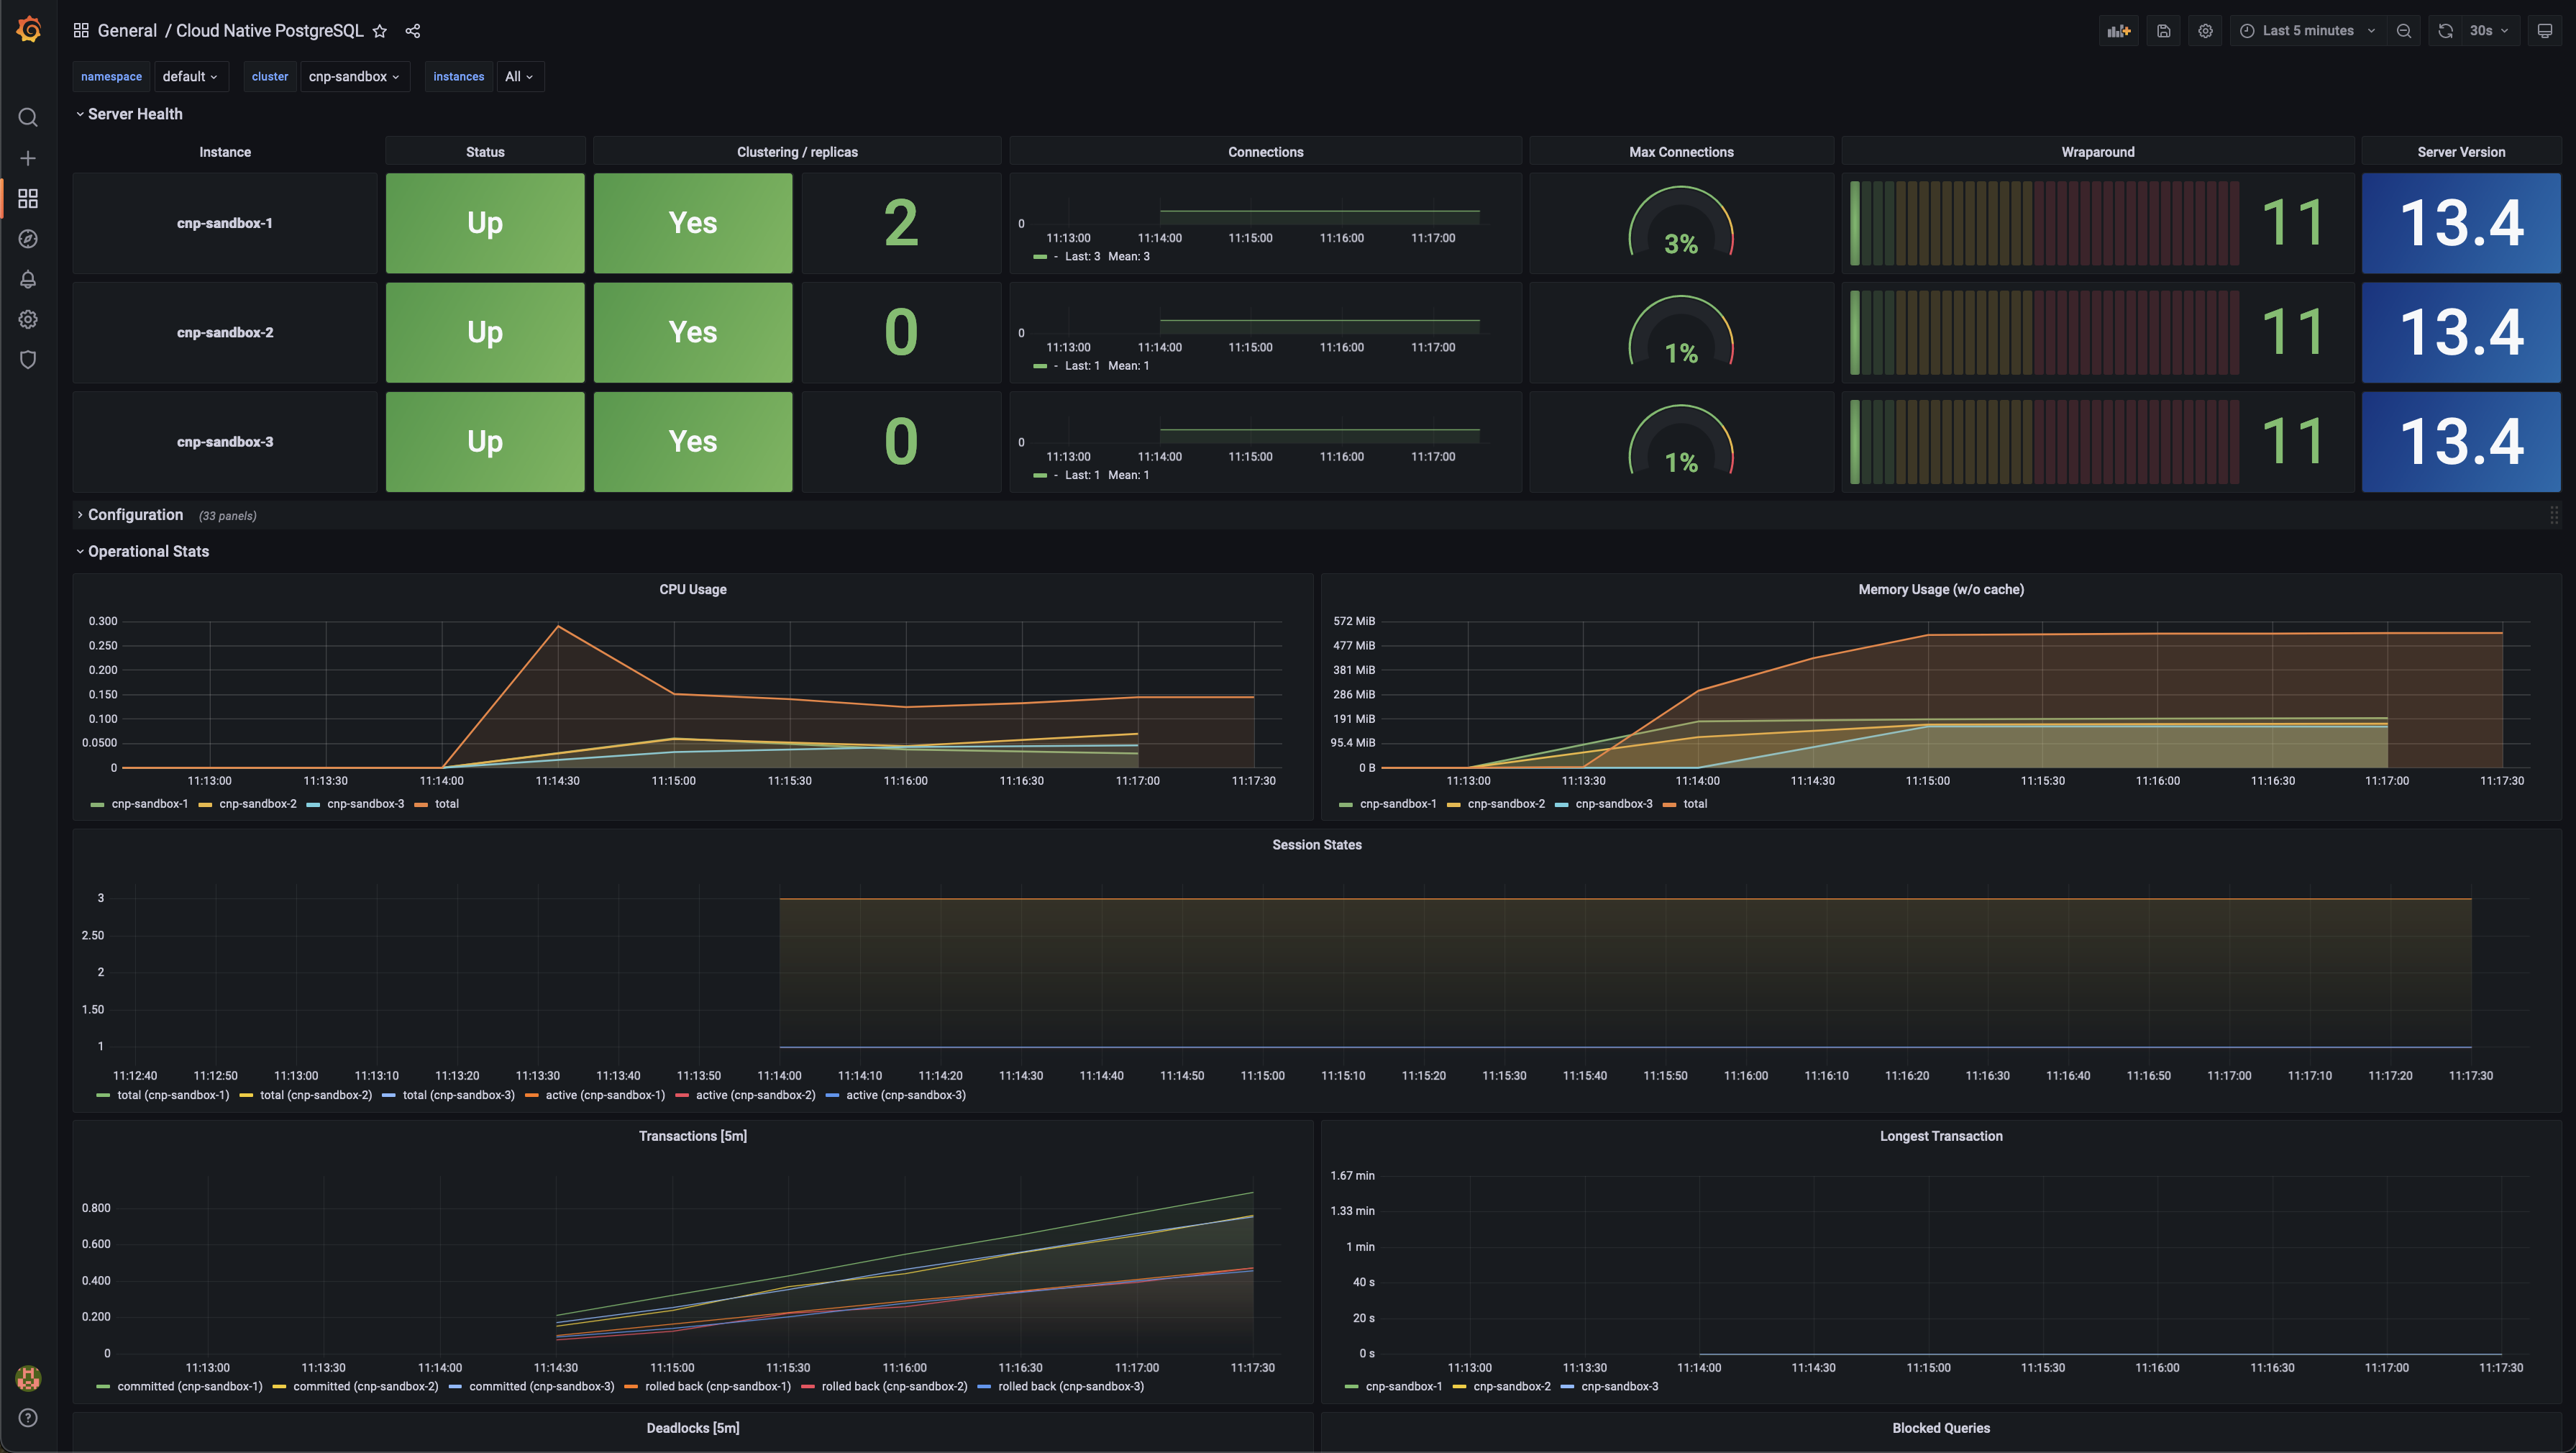 General / Cloud Native PostgreSQL
Last 5 minutes
30s
namespace default cluster cnp-sandbox instances All
Server Health
Instance Status Clustering / replicas Connections Max Connections Wraparound Server Version
cnp-sandbox-1 Up Yes 2
0
11:13:00 11:14:00 11:15:00 11:16:00 11:17:00
- Last: 3 Mean: 3
3% 11 13.4
cnp-sandbox-2 Up Yes 0
0
11:13:00 11:14:00 11:15:00 11:16:00 11:17:00
- Last: 1 Mean: 1
1% 11 13.4
cnp-sandbox-3 Up Yes 0
0
11:13:00 11:14:00 11:15:00 11:16:00 11:17:00
- Last: 1 Mean: 1
1% 11 13.4
Configuration (33 panels)
Operational Stats
CPU Usage
0.300
0.250
0.200
0.150
0.100
0.0500
0
11:13:00 11:13:30 11:14:00 11:14:30 11:15:00 11:15:30 11:16:00 11:16:30 11:17:00 11:17:30
cnp-sandbox-1 cnp-sandbox-2 cnp-sandbox-3 total
Memory Usage (w/o cache)
572 MiB
477 MiB
381 MiB
286 MiB
191 MiB
95.4 MiB
0 B
11:13:00 11:13:30 11:14:00 11:14:30 11:15:00 11:15:30 11:16:00 11:16:30 11:17:00 11:17:30
cnp-sandbox-1 cnp-sandbox-2 cnp-sandbox-3 total
Session States
3
2.50
2
1.50
1
11:12:40 11:12:50 11:13:00 11:13:10 11:13:20 11:13:30 11:13:40 11:13:50 11:14:00 11:14:10 11:14:20 11:14:30 11:14:40 11:14:50 11:15:00 11:15:10 11:15:20 11:15:30 11:15:40 11:15:50 11:16:00 11:16:10 11:16:20 11:16:30 11:16:40 11:16:50 11:17:00 11:17:10 11:17:20 11:17:30
total (cnp-sandbox-1) total (cnp-sandbox-2) total (cnp-sandbox-3) active (cnp-sandbox-1) active (cnp-sandbox-2) active (cnp-sandbox-3)
Transactions [5m]
0.800
0.600
0.400
0.200
0
11:13:00 11:13:30 11:14:00 11:14:30 11:15:00 11:15:30 11:16:00 11:16:30 11:17:00 11:17:30
committed (cnp-sandbox-1) committed (cnp-sandbox-2) committed (cnp-sandbox-3) rolled back (cnp-sandbox-1) rolled back (cnp-sandbox-2) rolled back (cnp-sandbox-3)
Longest Transaction
1.67 min
1.33 min
1 min
40 s
20 s
0 s
11:13:00 11:13:30 11:14:00 11:14:30 11:15:00 11:15:30 11:16:00 11:16:30 11:17:00 11:17:30
cnp-sandbox-1 cnp-sandbox-2 cnp-sandbox-3
Deadlocks [5m]
Blocked Queries